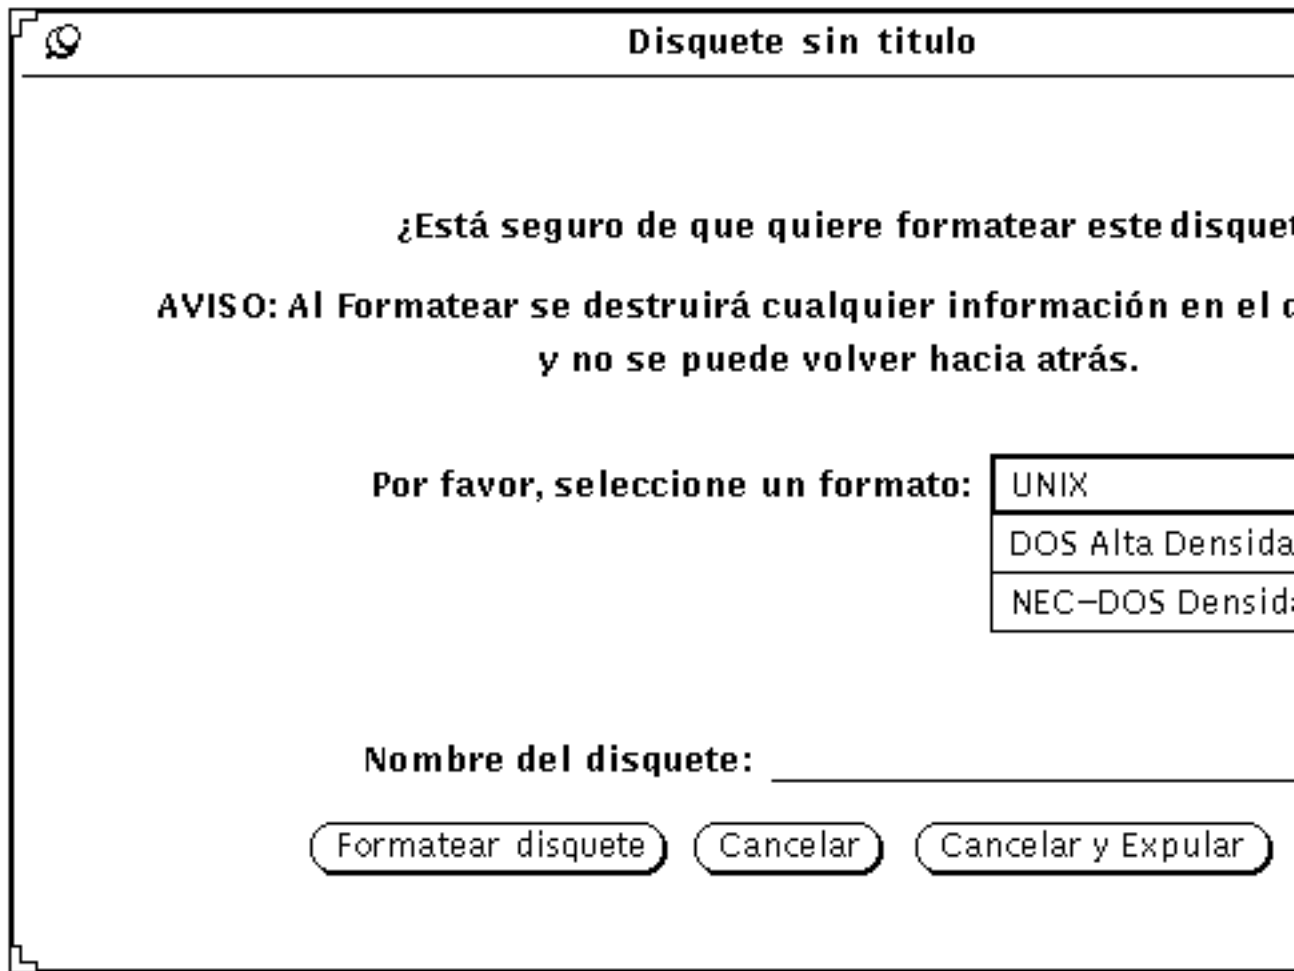 Disquete sin titulo
¿Está seguro de que quiere formatear este disquet
AVISO: Al Formatear se destruirá cualquier información en el
y no se puede volver hacia atrás.
Por favor, seleccione un formato: UNIX
DOS Alta Densida
NEC-DOS Densida
Nombre del disquete:
Formatear disquete Cancelar Cancelar y Expular